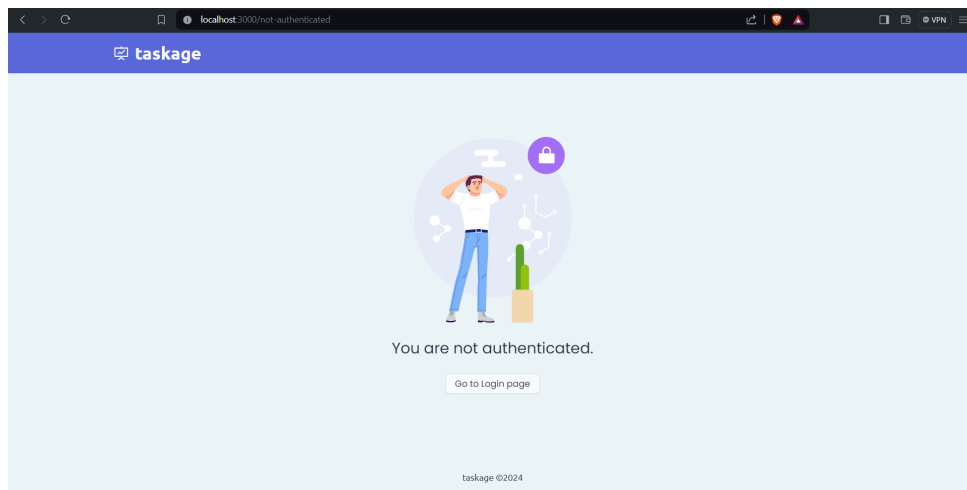 localhost:3000/not-authenticated
VPN
taskage
You are not authenticated.
Go to Login page
taskage ©2024